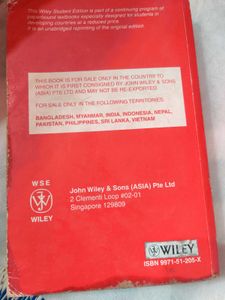 This Wiley Student Edition is part of a continuing program of
paperbound textbooks especially designed for students in
developing countries at a reduced price.
It is an unabridged reprinting of the original edition.
THIS BOOK IS FOR SALE ONLY IN THE COUNTRY TO
WHICH IT IS FIRST CONSIGNED BY JOHN WILEY & SONS
(ASIA) PTE LTD AND MAY NOT BE RE-EXPORTED
FOR SALE ONLY IN THE FOLLOWING TERRITORIES:
BANGLADESH, MYANMAR, INDIA, INDONESIA, NEPAL,
PAKISTAN, PHILIPPINES, SRI LANKA, VIETNAM
WSE
WILEY
John Wiley & Sons (ASIA) Pte Ltd
2 Clementi Loop #02-01
Singapore 129809
WILEY
ISBN 9971-51-205-X